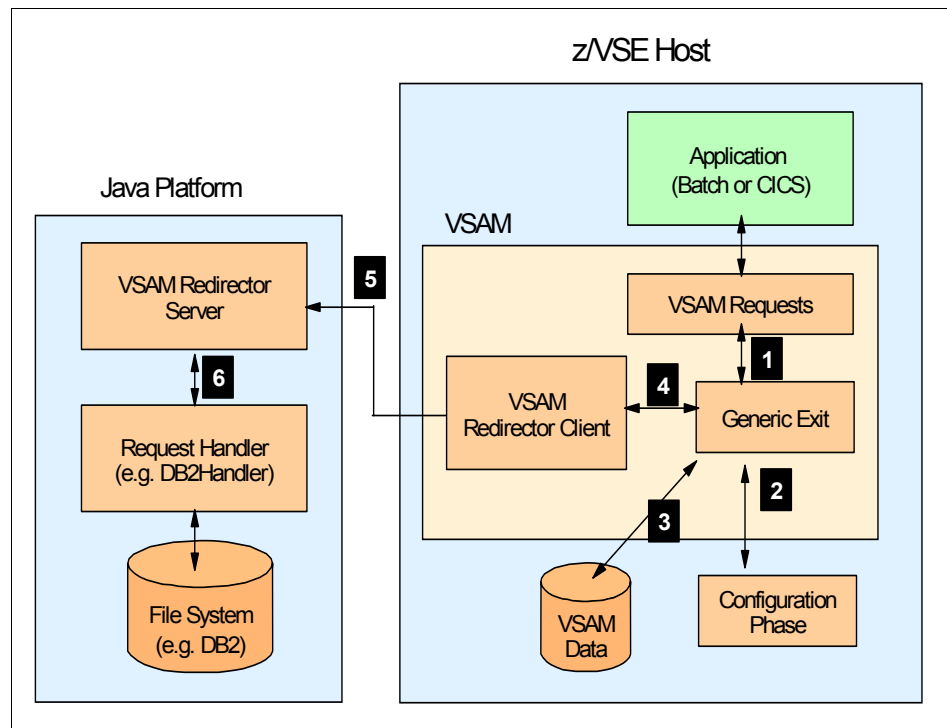 z/VSE Host
Java Platform
Application
(Batch or CICS)
VSAM
VSAM Redirector
Server
5
VSAM Requests
1
6
VSAM
Redirector Client
4
Generic Exit
Request Handler
(e.g. DB2Handler)
2
3
File System
(e.g. DB2)
VSAM
Data
Configuration
Phase